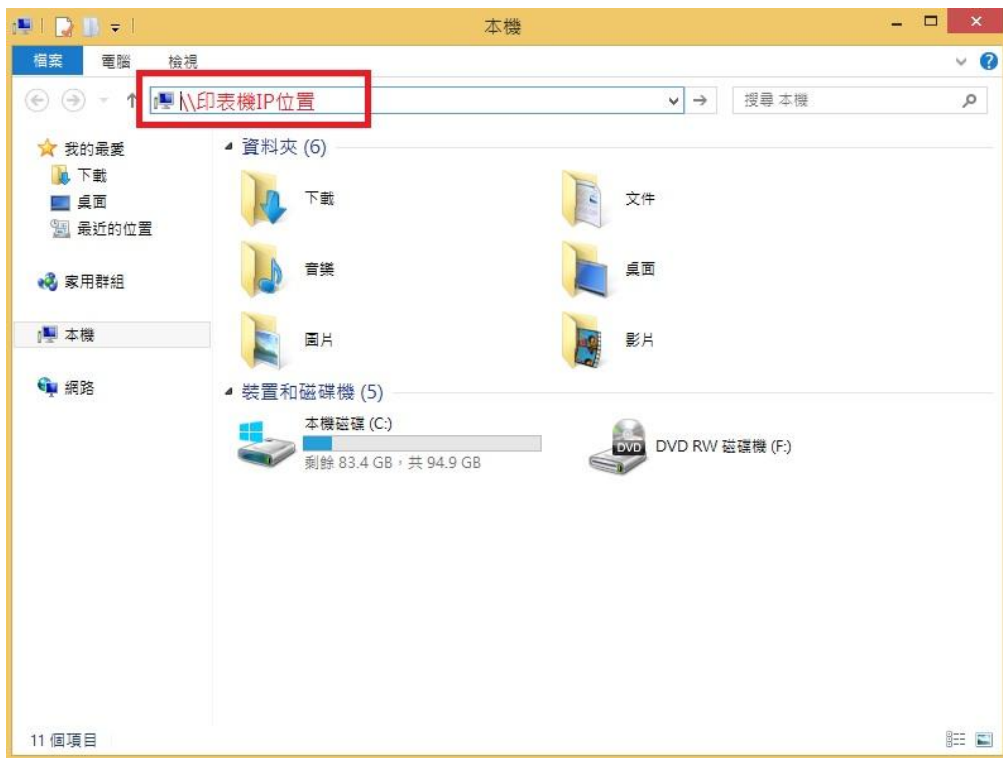 本機
檔案 電腦 檢視
\\印表機IP位置
搜尋 本機
我的最愛
下載
桌面
最近的位置
家用群組
本機
網路
資料夾 (6)
下載
文件
音樂
桌面
圖片
影片
裝置和磁碟機 (5)
本機磁碟 (C:)
剩餘 83.4 GB，共 94.9 GB
DVD
DVD RW 磁碟機 (F:)
11 個項目